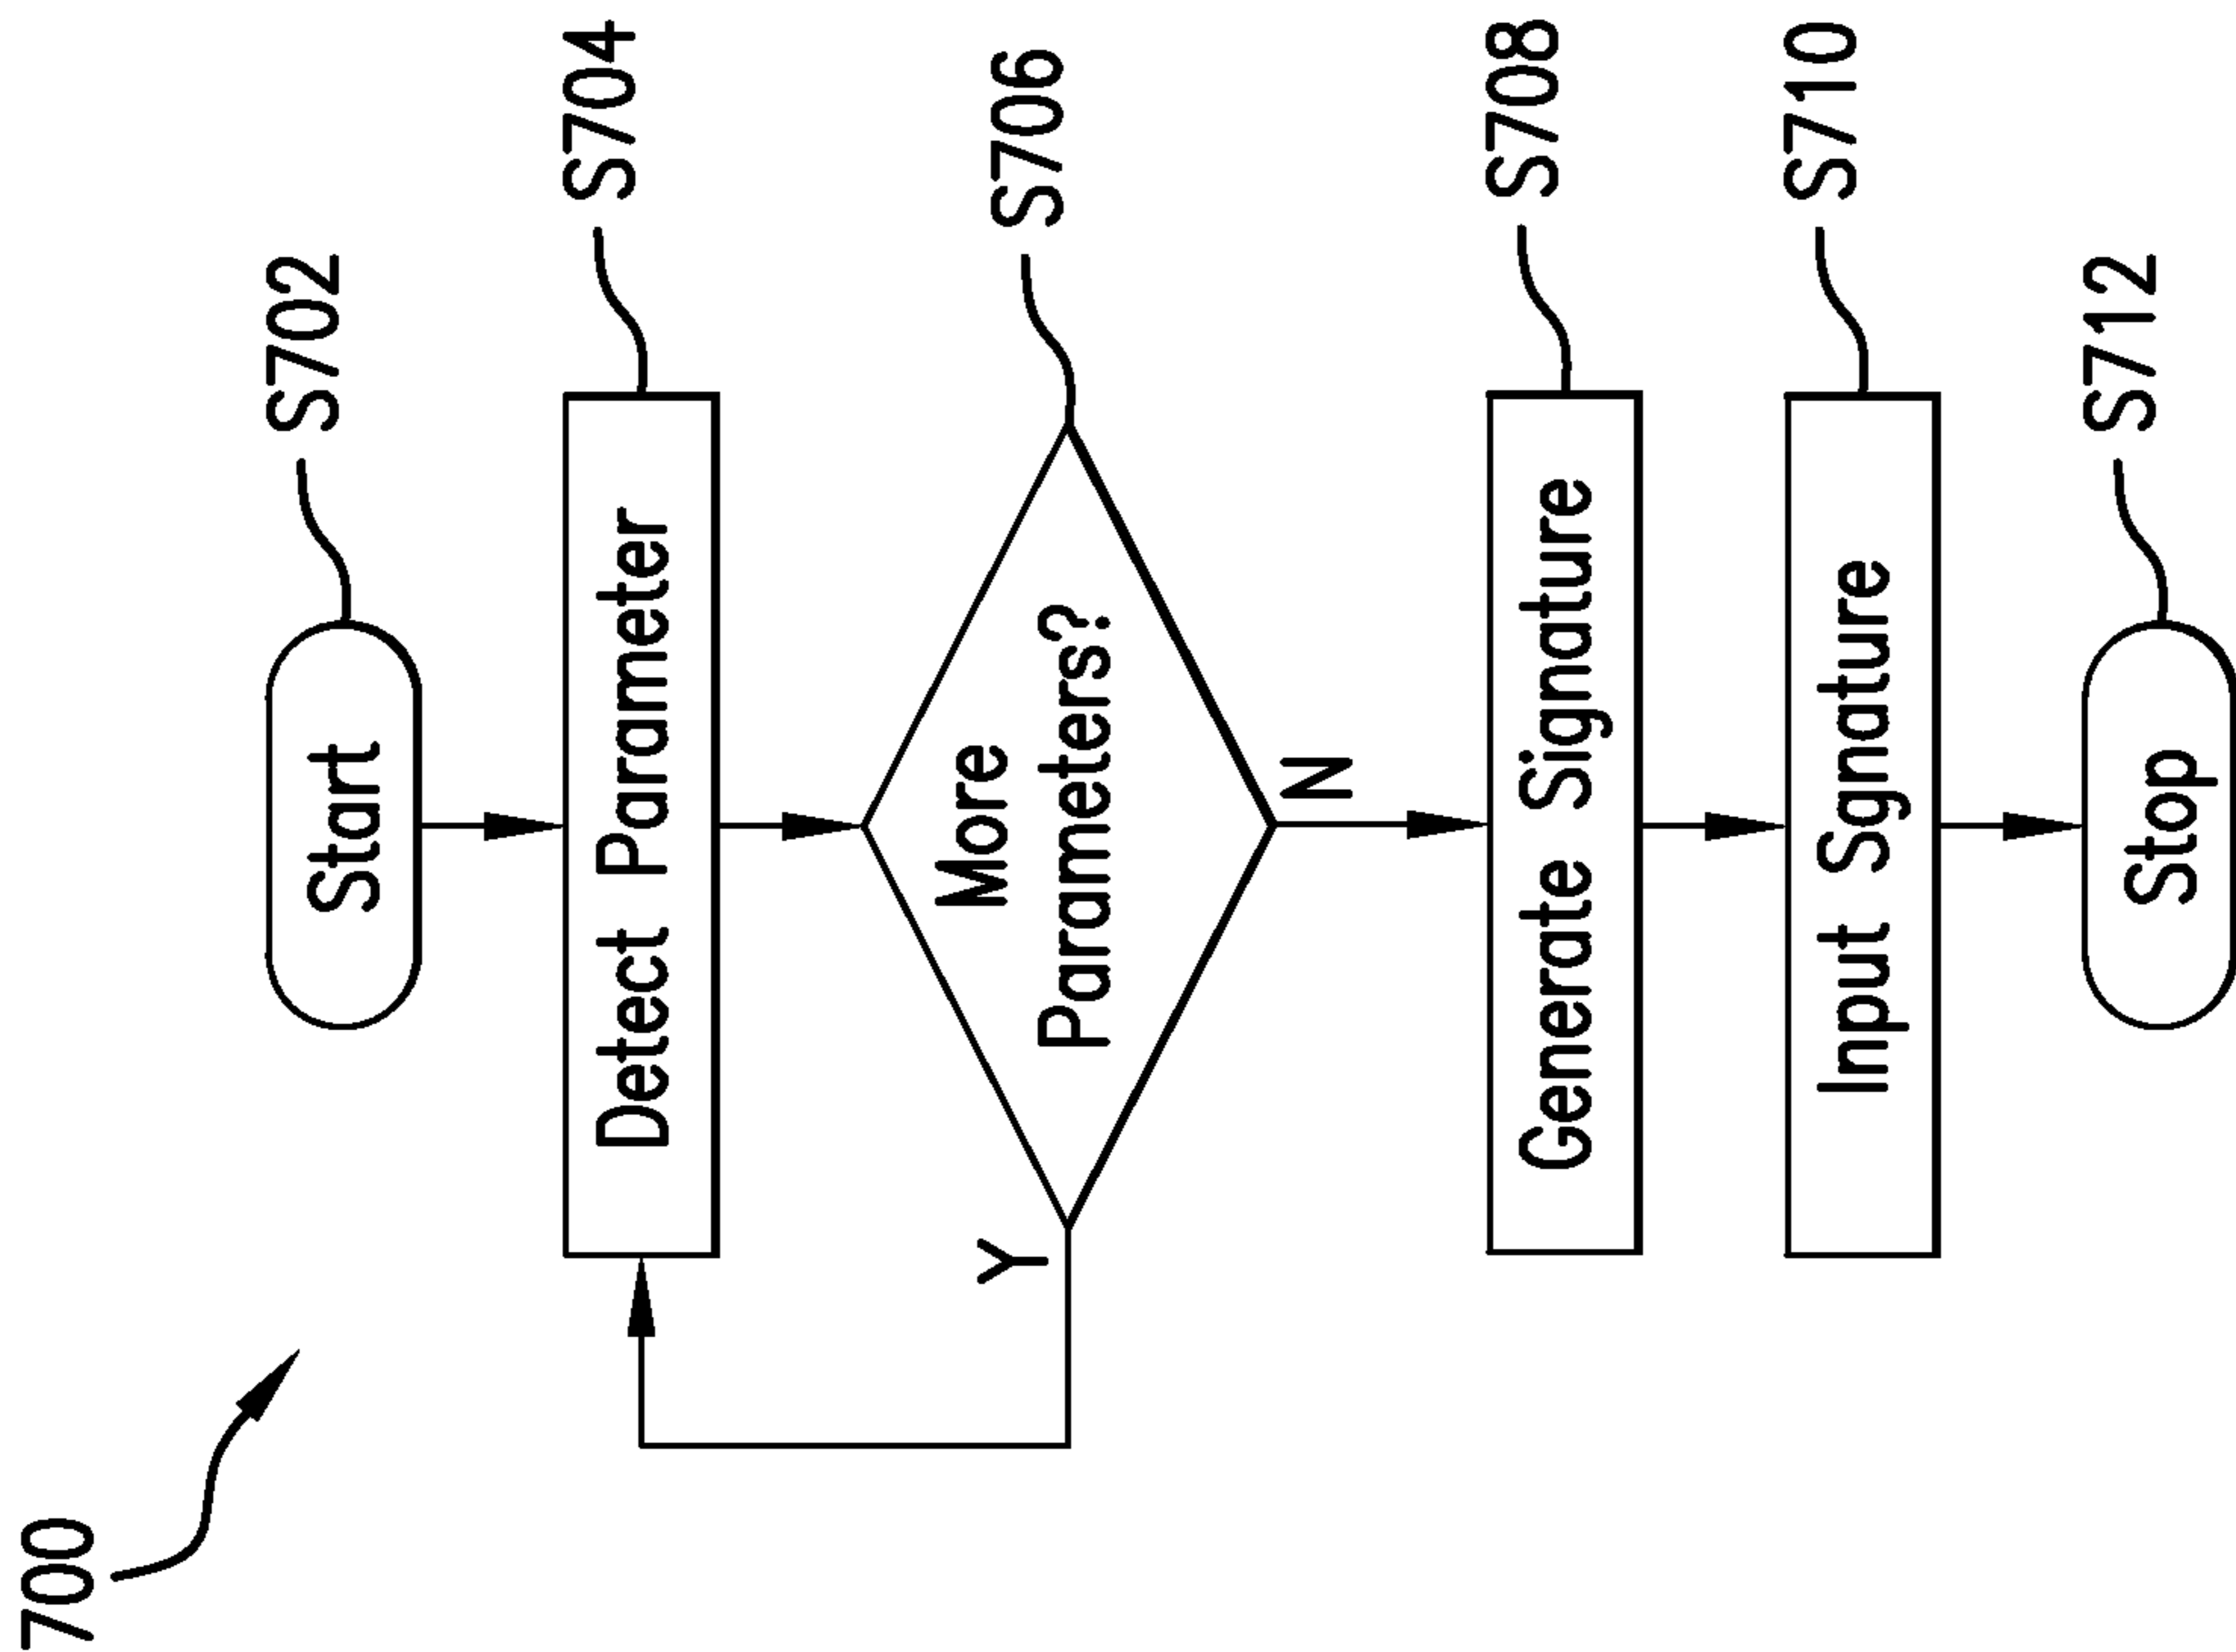 700
Start
S702
Detect Parameter
S704
More
Parameters?
S706
Y
N
Generate Signature
S708
Input Sgnature
S710
Stop
S712